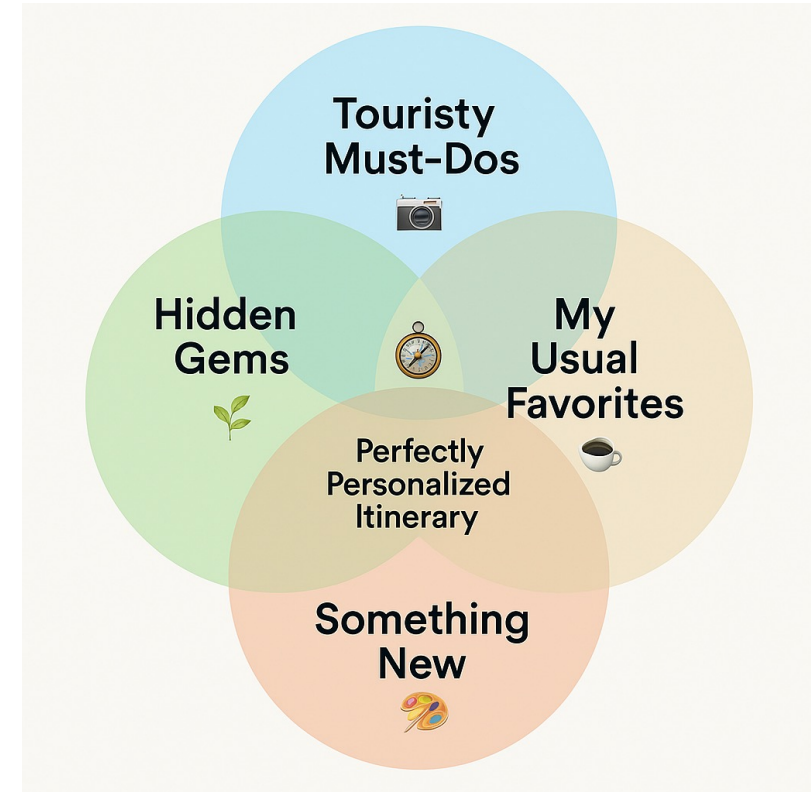 Touristy
Must-Dos
Hidden
Gems
My
Usual
Favorites
Perfectly
Personalized
Itinerary
Something
New